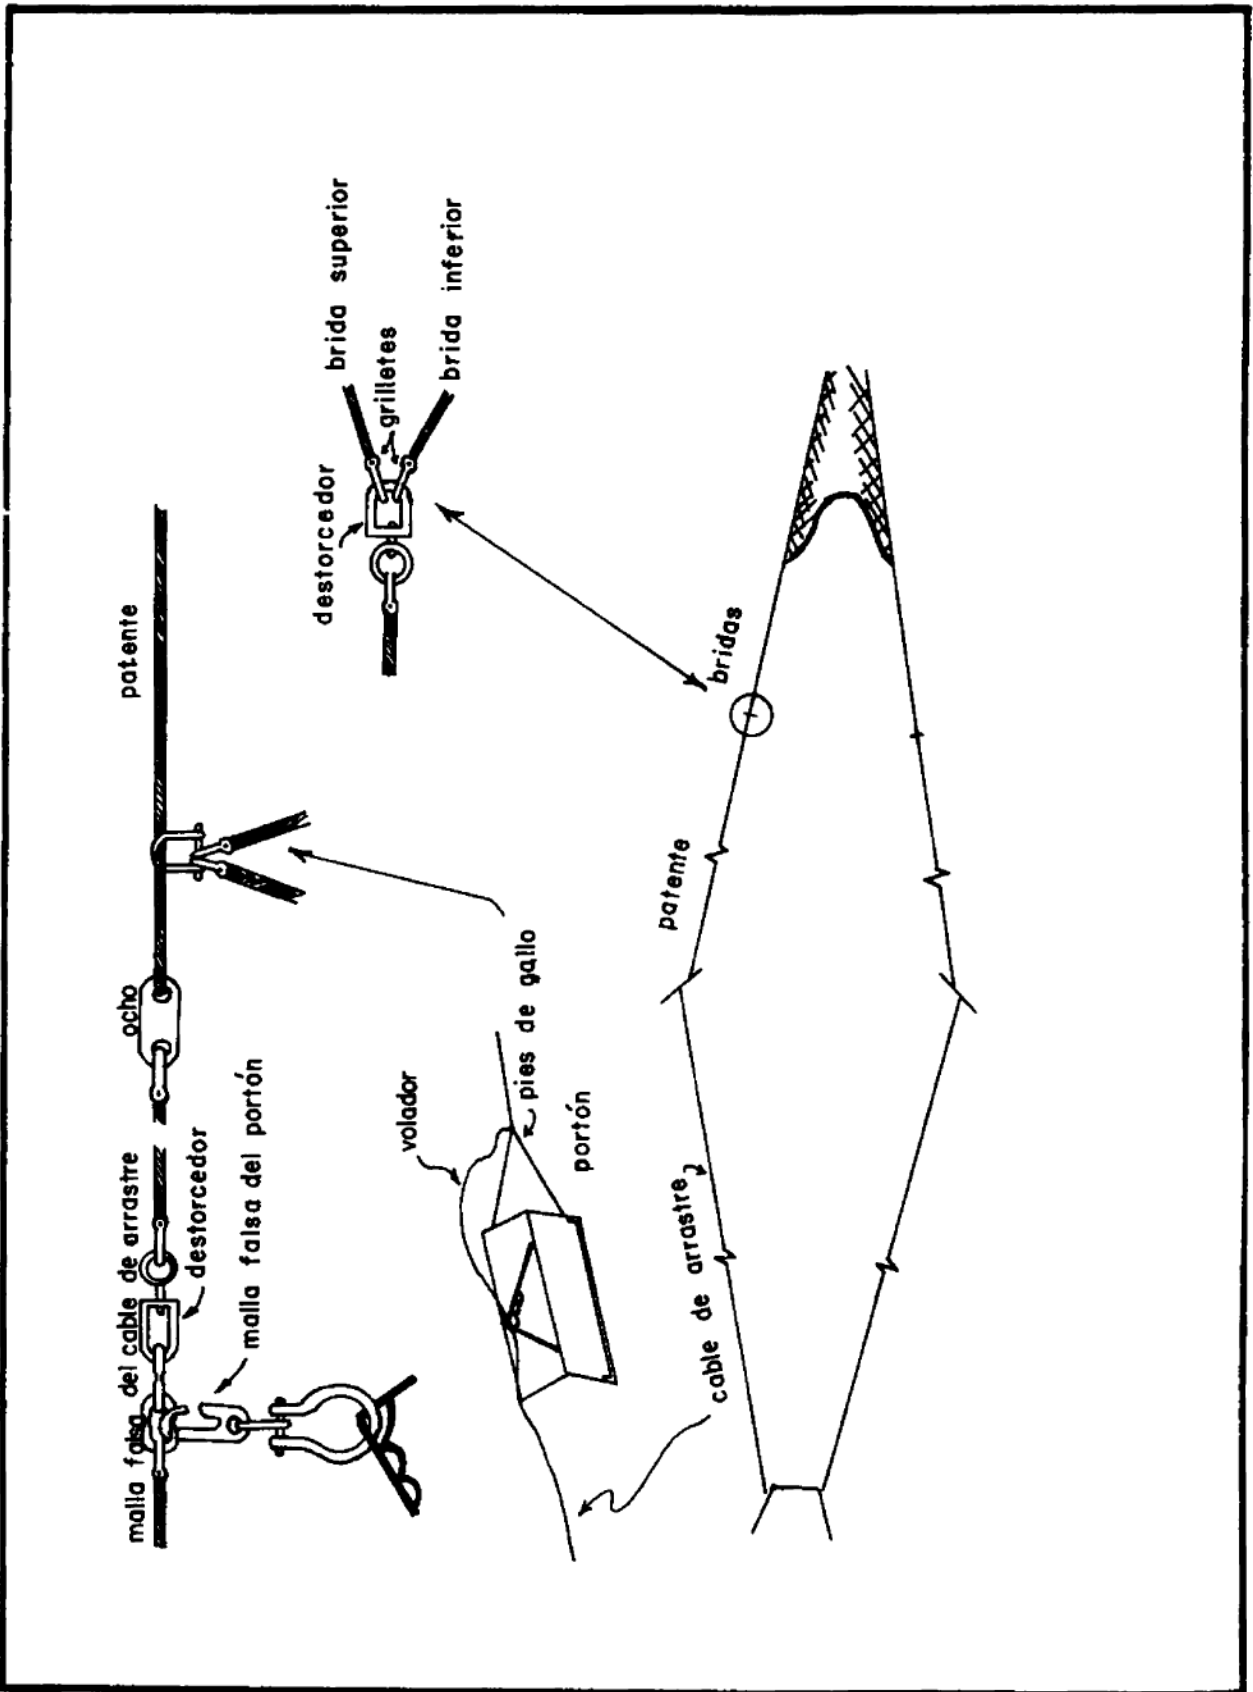 malla falsa del cable de arrastre
ocho
patente
destorcedor
malla falsa del portón
brida superior
grilletes
destorcedor
brida inferior
volador
pies de gallo
portón
bridas
patente
cable de arrastre